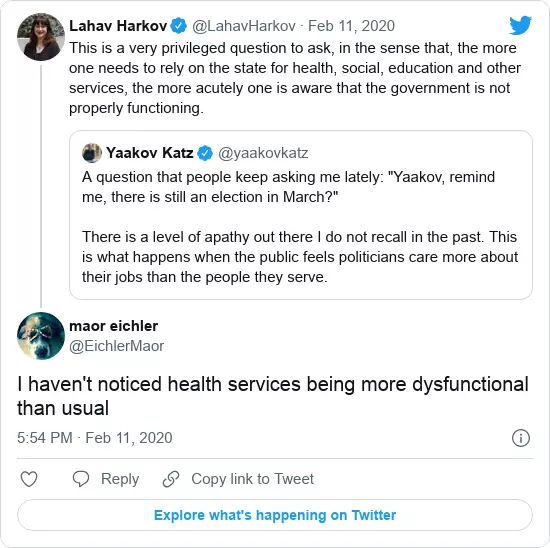 Lahav Harkov @LahavHarkov · Feb 11, 2020
This is a very privileged question to ask, in the sense that, the more
one needs to rely on the state for health, social, education and other
services, the more acutely one is aware that the government is not
properly functioning.
Yaakov Katz @yaakovkatz
A question that people keep asking me lately: "Yaakov, remind
me, there is still an election in March?"
There is a level of apathy out there I do not recall in the past. This
is what happens when the public feels politicians care more about
their jobs than the people they serve.
maor eichler
@EichlerMaor
I haven't noticed health services being more dysfunctional
than usual
5:54 PM · Feb 11, 2020
Reply Copy link to Tweet
Explore what's happening on Twitter